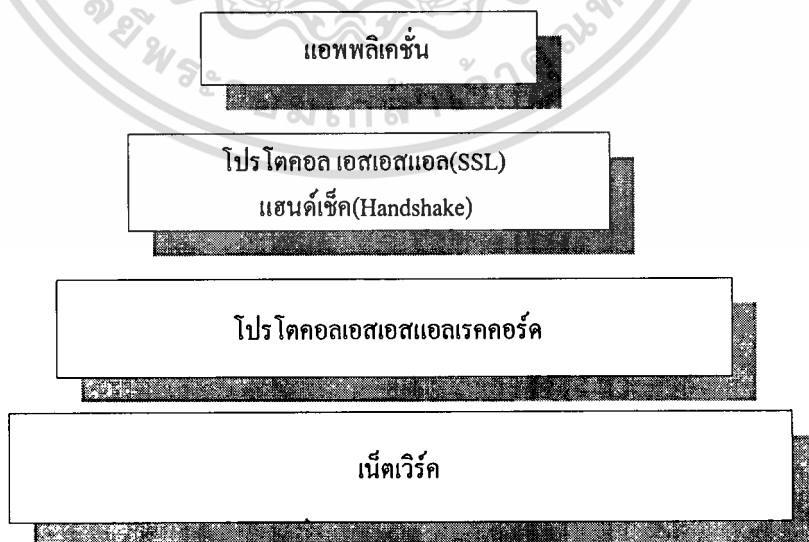 แอพพลิเคชั่น
โปรโตคอล เอสเอสแอล(SSL)
แฮนด์เช็ค(Handshake)
โปรโตคอลเอสเอสแอลเรคคอร์ด
เน็ตเวิร์ค